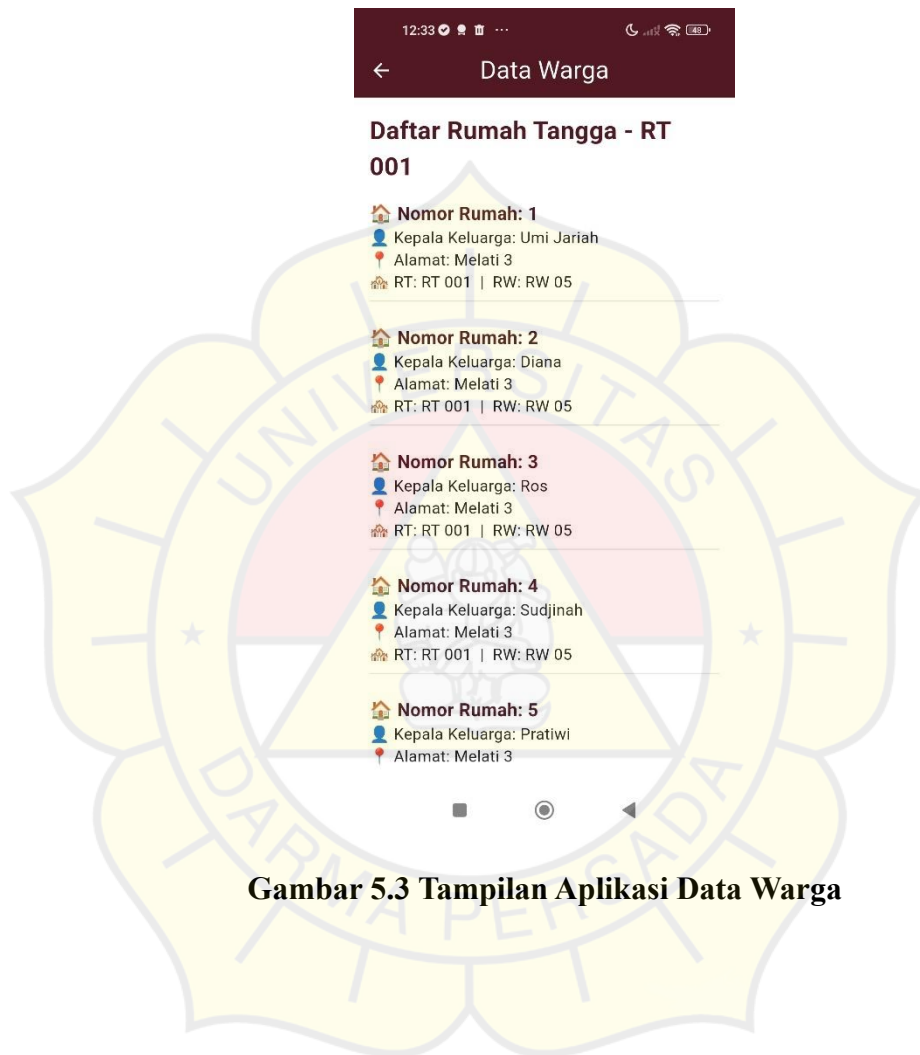 12:33
48
Data Warga
Daftar Rumah Tangga - RT
001
Nomor Rumah: 1
Kepala Keluarga: Umi Jariah
Alamat: Melati 3
RT: RT 001 | RW: RW 05
Nomor Rumah: 2
Kepala Keluarga: Diana
Alamat: Melati 3
RT: RT 001 | RW: RW 05
Nomor Rumah: 3
Kepala Keluarga: Ros
Alamat: Melati 3
RT: RT 001 | RW: RW 05
Nomor Rumah: 4
Kepala Keluarga: Sudjinah
Alamat: Melati 3
RT: RT 001 | RW: RW 05
Nomor Rumah: 5
Kepala Keluarga: Pratiwi
Alamat: Melati 3
Gambar 5.3 Tampilan Aplikasi Data Warga
UNIVERSITAS
DARMA PERSADA